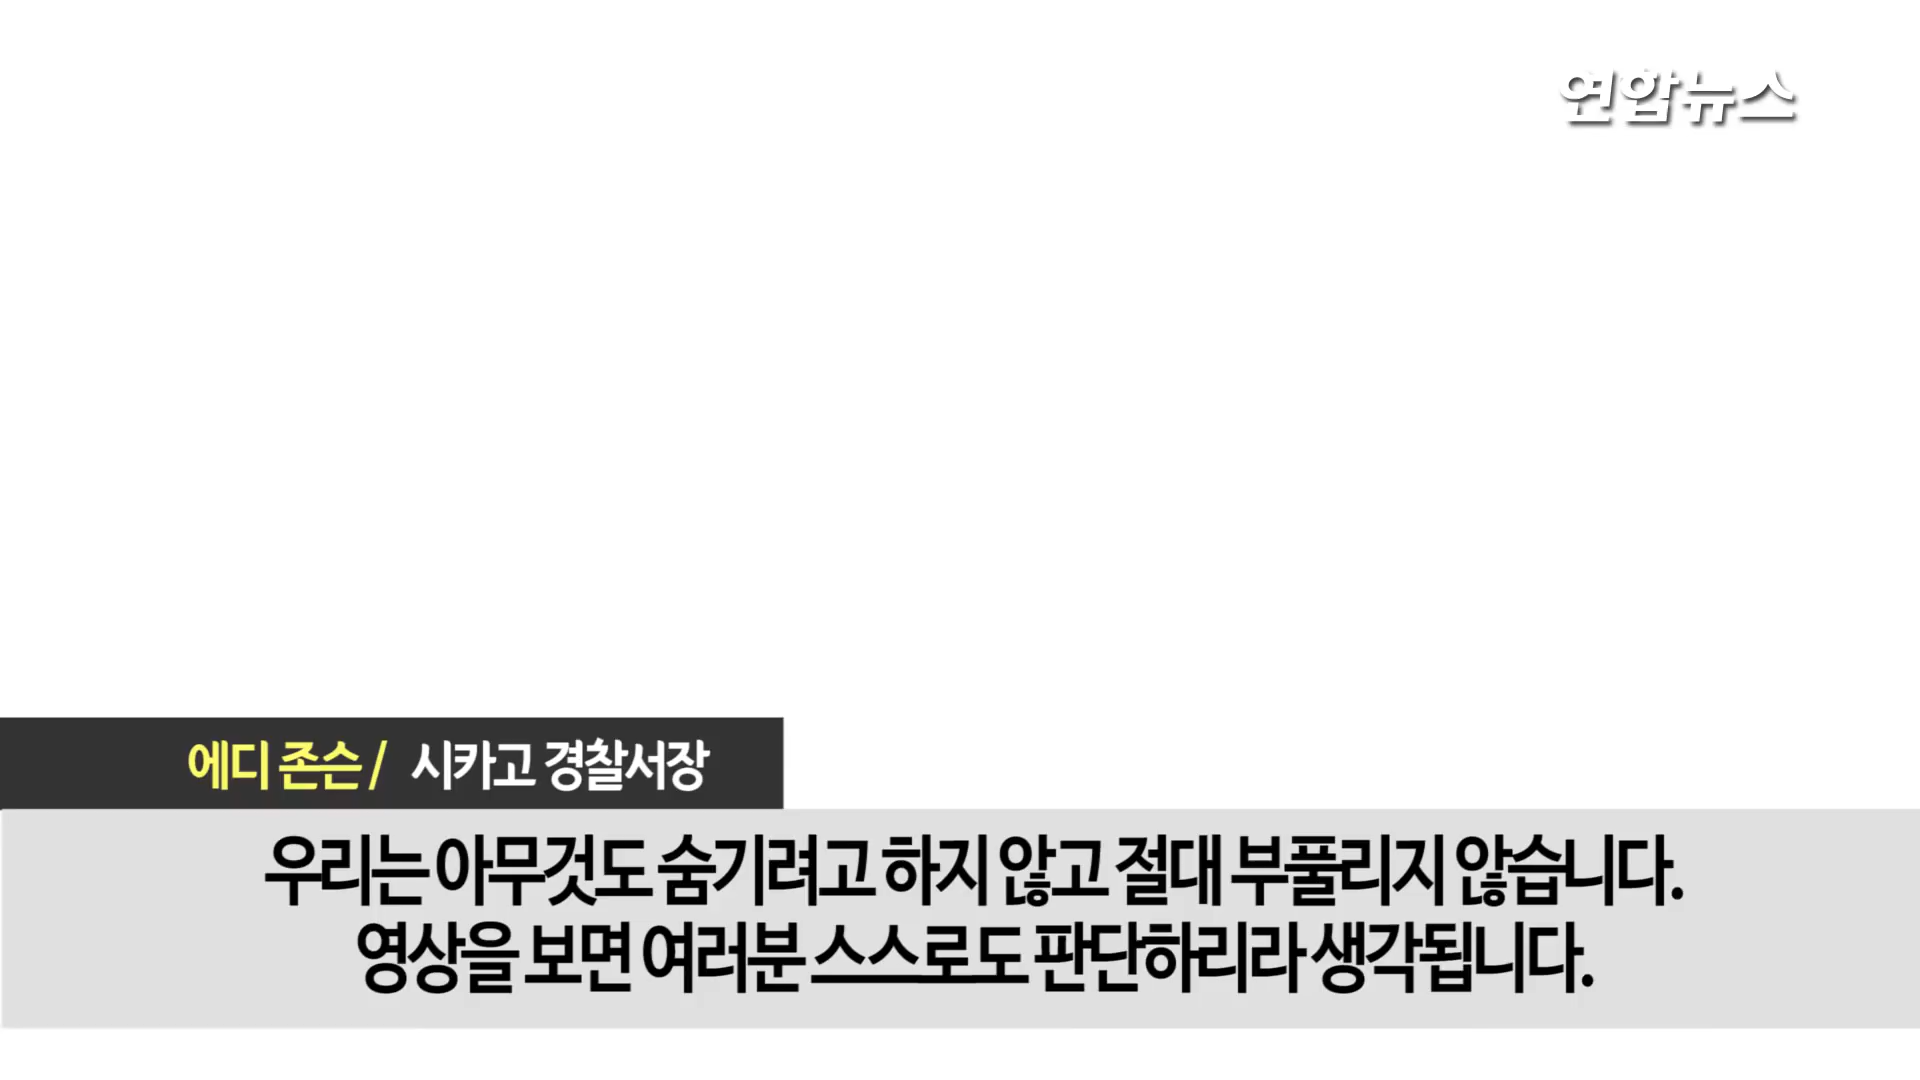 연합뉴스
에디 존슨 / 시카고 경찰서장
우리는 아무것도 숨기려고 하지 않고 절대 부풀리지 않습니다.
영상을 보면 여러분 스스로도 판단하리라 생각됩니다.